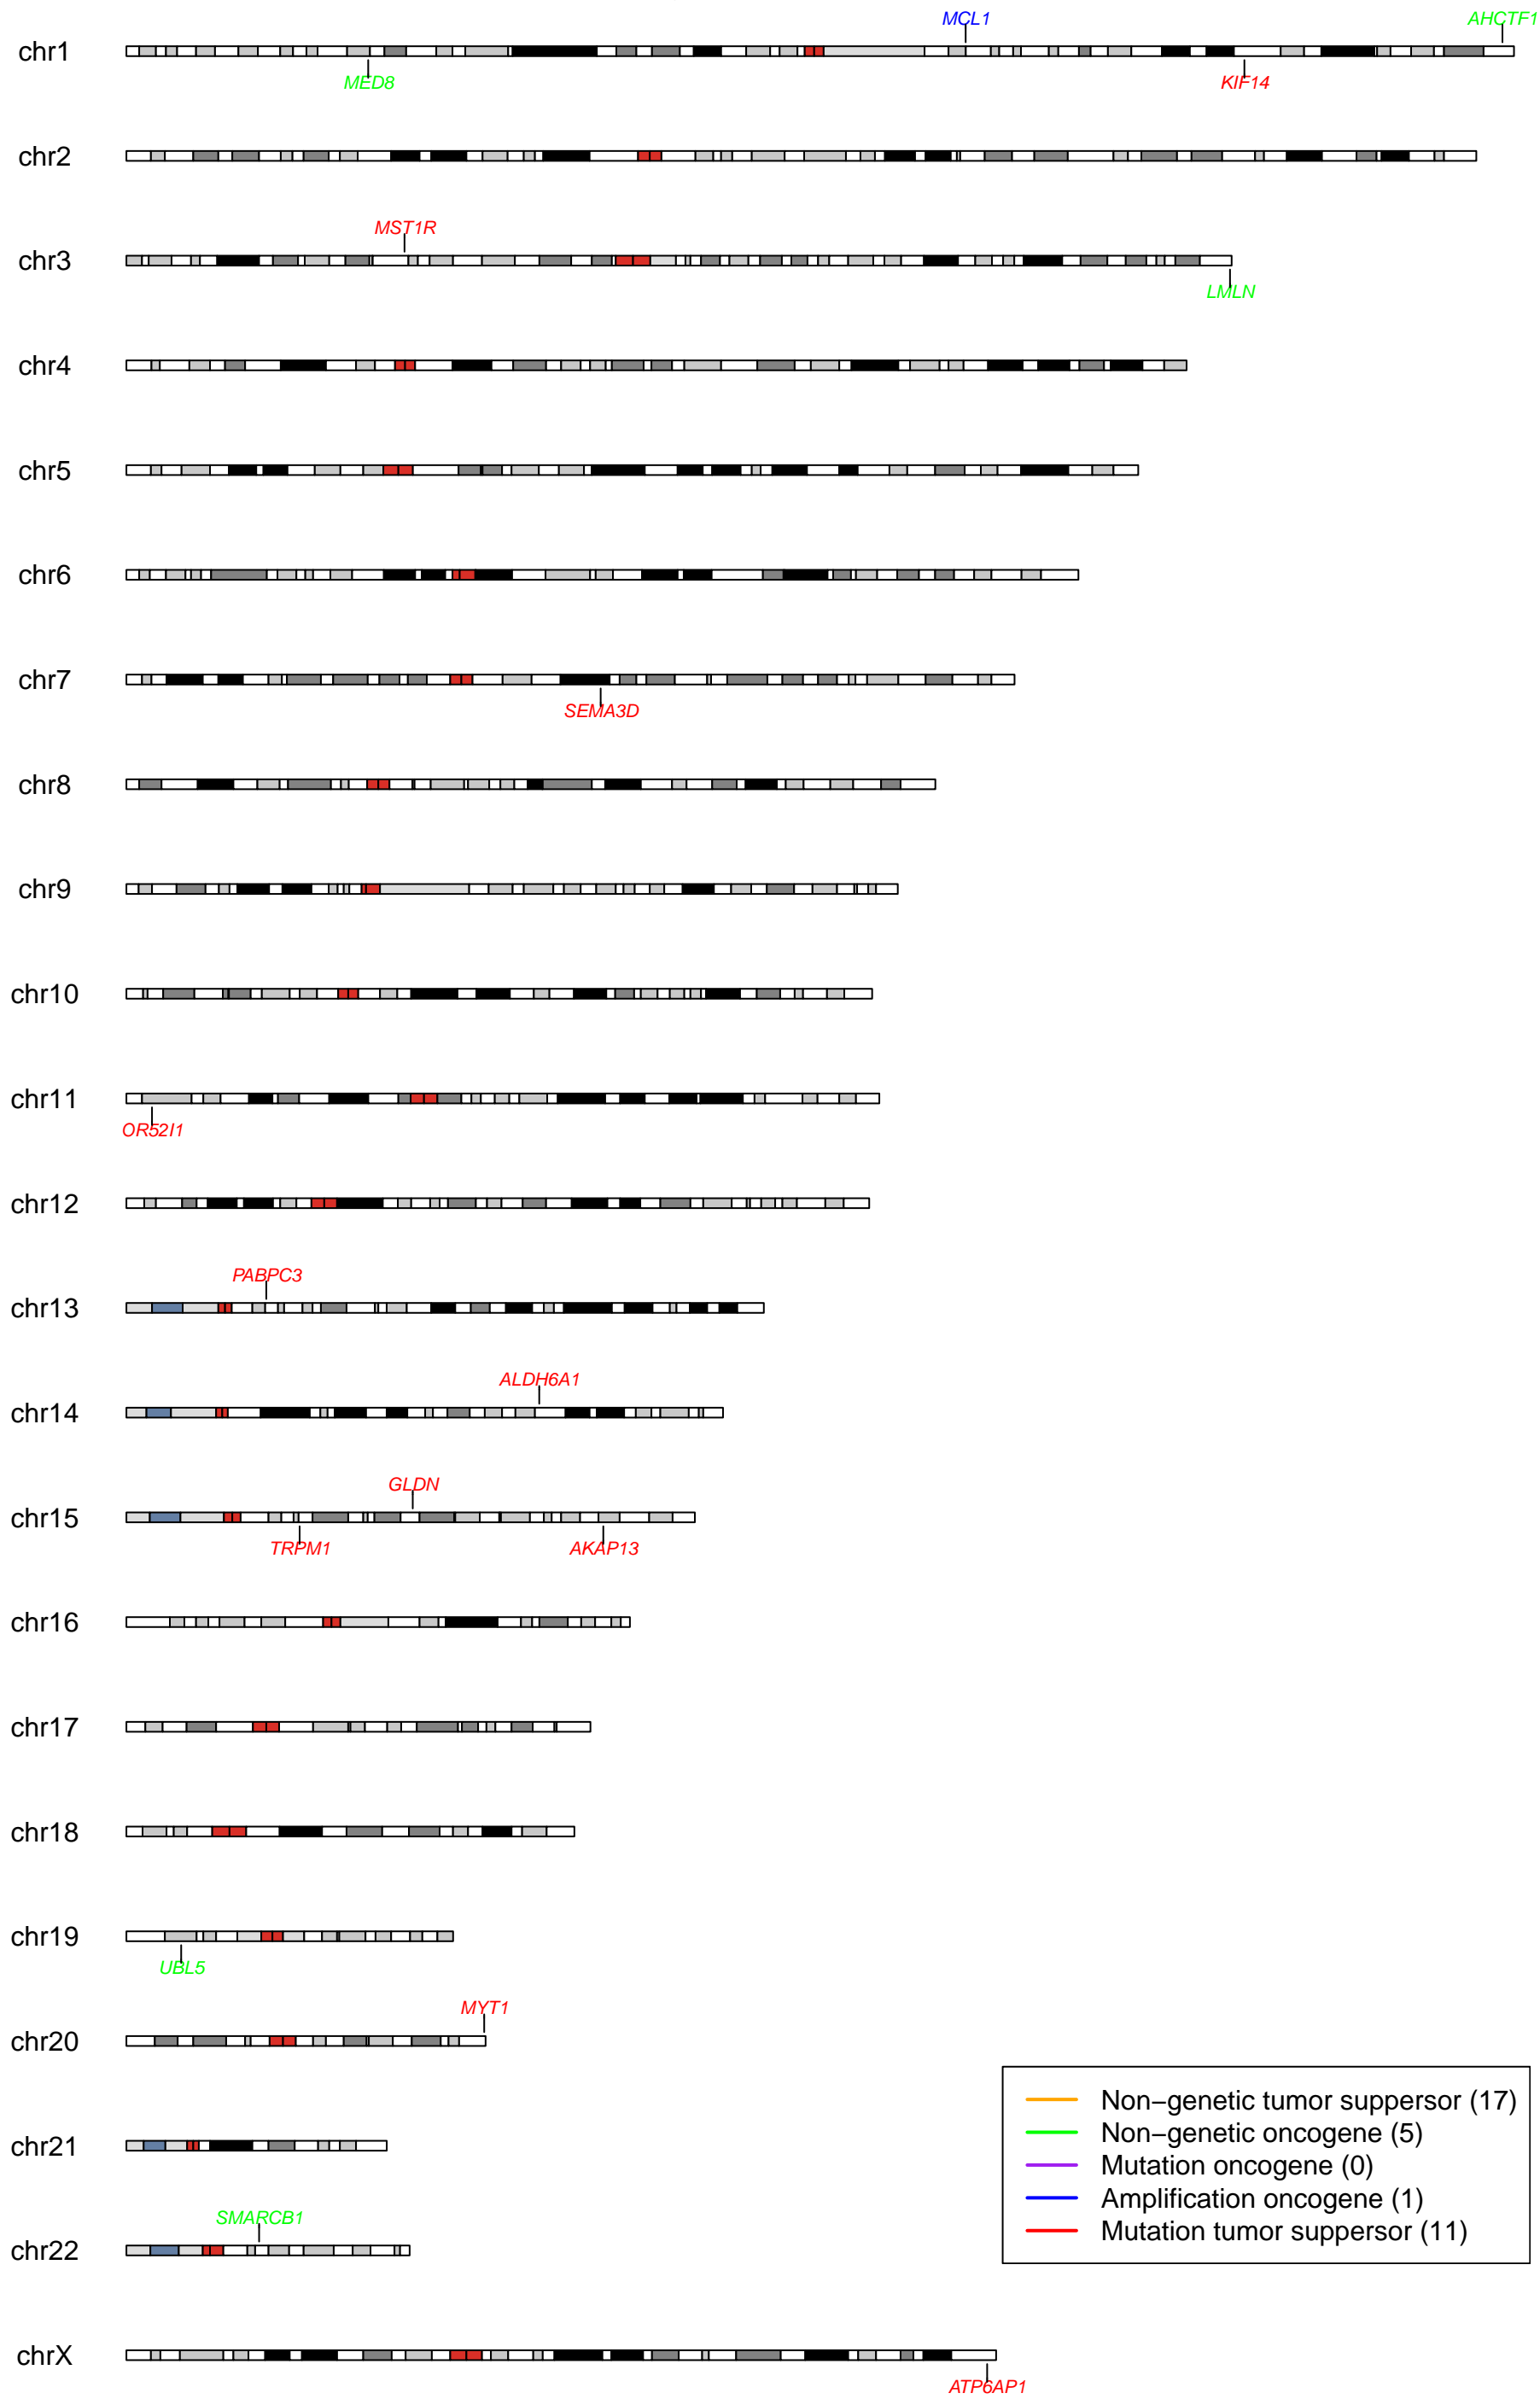 MCL1 AHCTF1
chr1
MED8 KIF14
chr2
MST1R
chr3
LMLN
chr4
chr5
chr6
chr7
SEMA3D
chr8
chr9
chr10
chr11
OR52I1
chr12
PABPC3
chr13
ALDH6A1
chr14
GLDN
chr15
TRPM1 AKAP13
chr16
chr17
chr18
chr19
UBL5
MYT1
chr20
chr21
SMARCB1
chr22
chrX
ATP6AP1
Non−genetic tumor suppersor (17)
Non−genetic oncogene (5)
Mutation oncogene (0)
Amplification oncogene (1)
Mutation tumor suppersor (11)